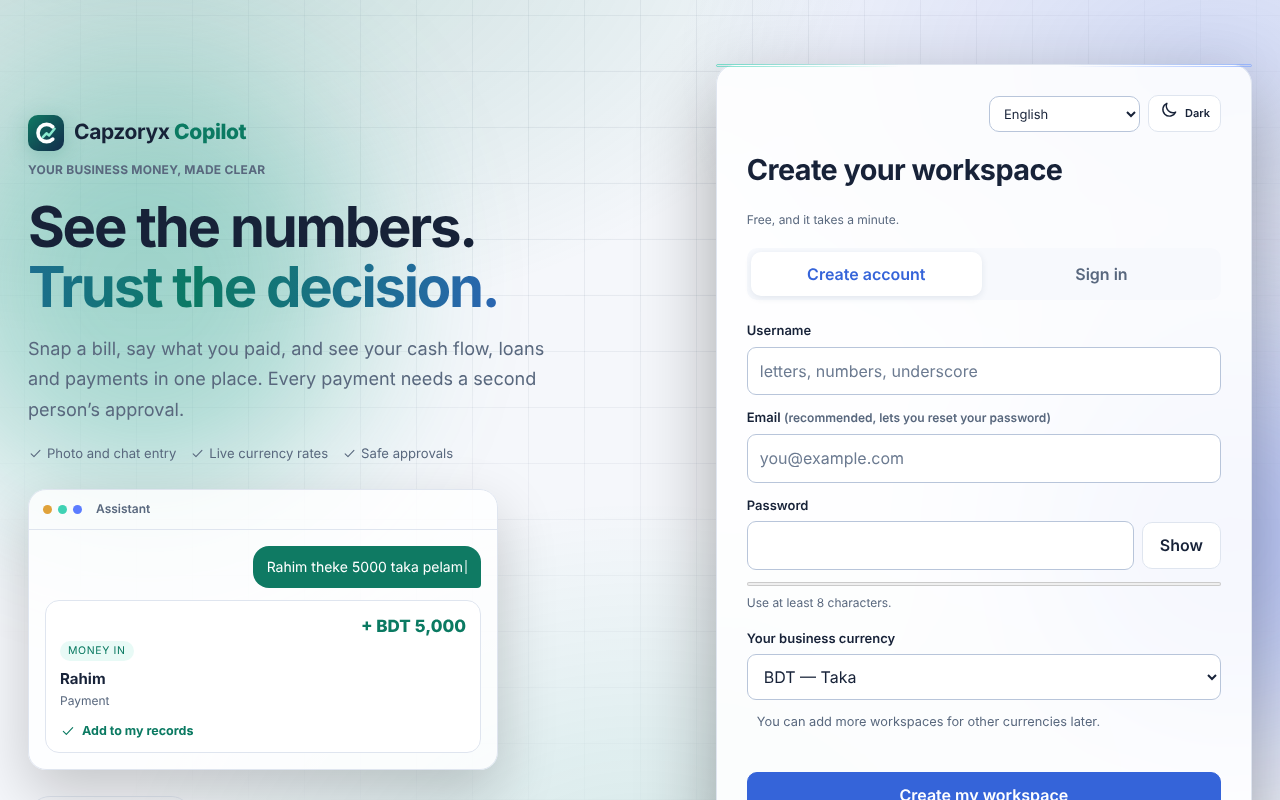 Capzoryx Copilot
YOUR BUSINESS MONEY, MADE CLEAR
See the numbers.
Trust the decision.
Snap a bill, say what you paid, and see your cash flow, loans
and payments in one place. Every payment needs a second
person’s approval.
Photo and chat entry
Live currency rates
Safe approvals
Assistant
Rahim theke 5000 taka pelam
+ BDT 5,000
MONEY IN
Rahim
Payment
Add to my records
English
Dark
Create your workspace
Free, and it takes a minute.
Create account
Sign in
Username
letters, numbers, underscore
Email (recommended, lets you reset your password)
you@example.com
Password
Show
Use at least 8 characters.
Your business currency
BDT — Taka
You can add more workspaces for other currencies later.
Create my workspace